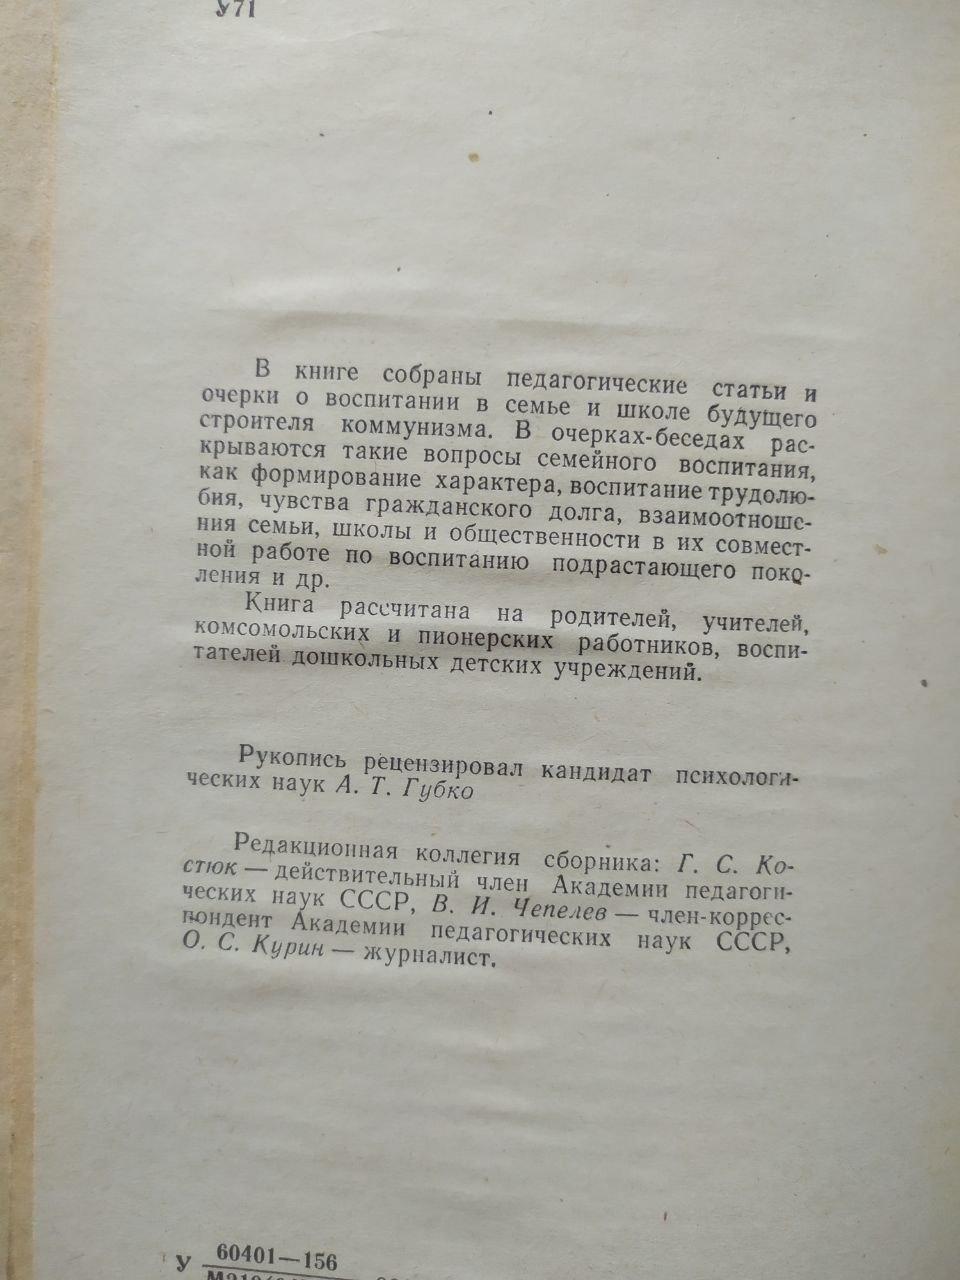 У71
В книге собраны педагогические статьи и
очерки о воспитании в семье и школе будущего
строителя коммунизма. В очерках-беседах рас-
крываются такие вопросы семейного воспитания,
как формирование характера, воспитание трудолю-
бия, чувства гражданского долга, взаимоотноше-
ния семьи, школы и общественности в их совмест-
ной работе по воспитанию подрастающего поко-
ления и др.
Книга рассчитана на родителей, учителей,
комсомольских и пионерских работников, воспи-
тателей дошкольных детских учреждений.
Рукопись рецензировал кандидат психологи-
ческих наук А. Т. Губко
Редакционная коллегия сборника: Г. С. Ко-
стюк — действительный член Академии педагоги-
ческих наук СССР, В. И. Чепелев — член-коррес-
пондент Академии педагогических наук СССР,
О. С. Курин — журналист.
У 60401—156